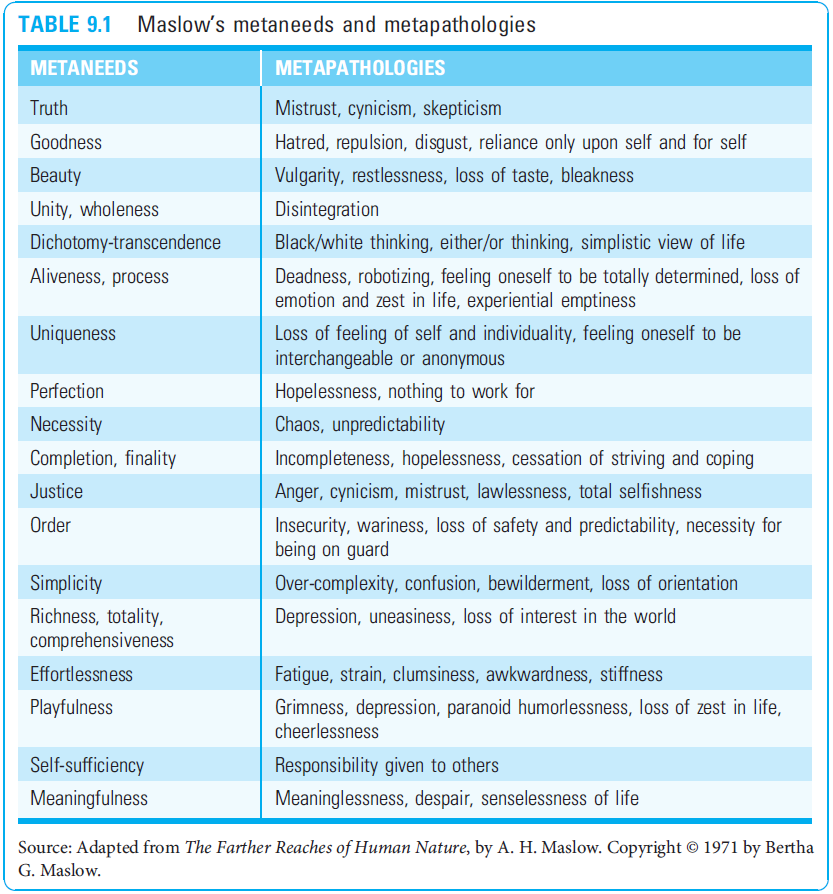 TABLE 9.1 Maslow's metaneeds and metapathologies
METANEEDS METAPATHOLOGIES
Truth Mistrust, cynicism, skepticism
Goodness Hatred, repulsion, disgust, reliance only upon self and for self
Beauty Vulgarity, restlessness, loss of taste, bleakness
Unity, wholeness Disintegration
Dichotomy-transcendence Black/white thinking, either/or thinking, simplistic view of life
Aliveness, process Deadness, robotizing, feeling oneself to be totally determined, loss of
emotion and zest in life, experiential emptiness
Uniqueness Loss of feeling of self and individuality, feeling oneself to be
interchangeable or anonymous
Perfection Hopelessness, nothing to work for
Necessity Chaos, unpredictability
Completion, finality Incompleteness, hopelessness, cessation of striving and coping
Justice Anger, cynicism, mistrust, lawlessness, total selfishness
Order Insecurity, wariness, loss of safety and predictability, necessity for
being on guard
Simplicity Over-complexity, confusion, bewilderment, loss of orientation
Richness, totality, Depression, uneasiness, loss of interest in the world
comprehensiveness
Effortlessness Fatigue, strain, clumsiness, awkwardness, stiffness
Playfulness Grimness, depression, paranoid humorlessness, loss of zest in life,
cheerlessness
Self-sufficiency Responsibility given to others
Meaningfulness Meaninglessness, despair, senselessness of life
Source: Adapted from The Farther Reaches of Human Nature, by A. H. Maslow. Copyright © 1971 by Bertha
G. Maslow.